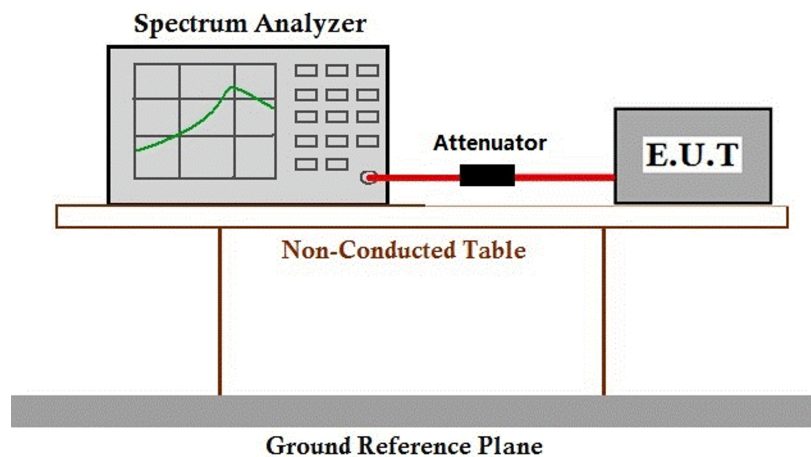 Spectrum Analyzer
Attenuator
E.U.T
Non-Conducted Table
Ground Reference Plane